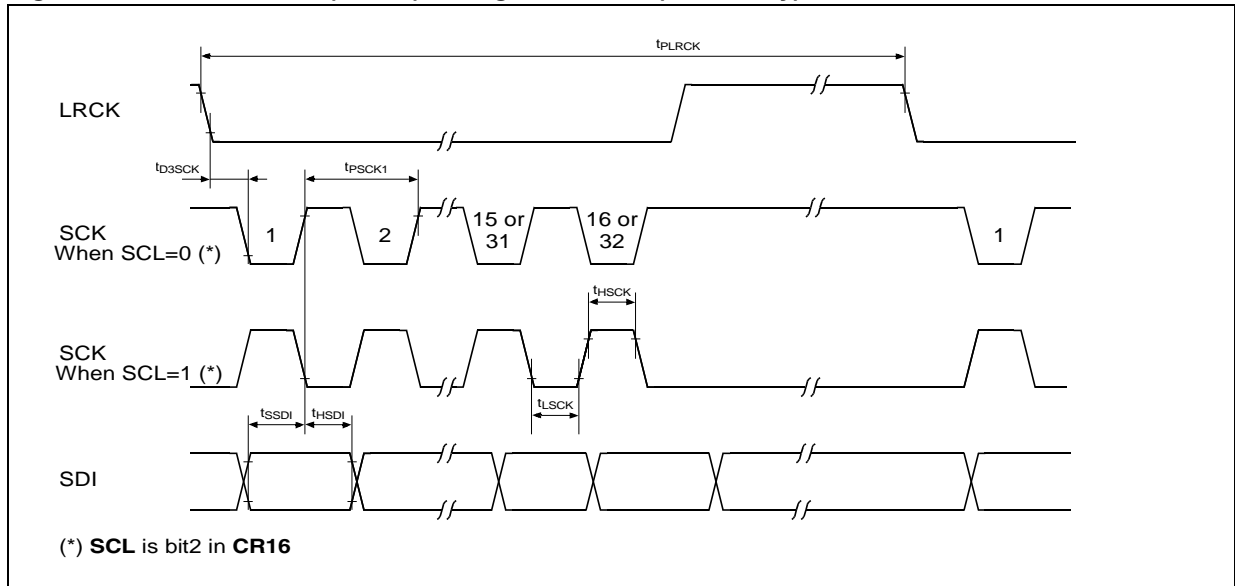 tPLRCK
LRCK
tD3SCK
tPSCK1
SCK
When SCL=0 (*)
1
2
15 or
31
16 or
32
1
tHSCK
SCK
When SCL=1 (*)
tLSCK
tSSDI
tHSDI
SDI
(*) SCL is bit2 in CR16